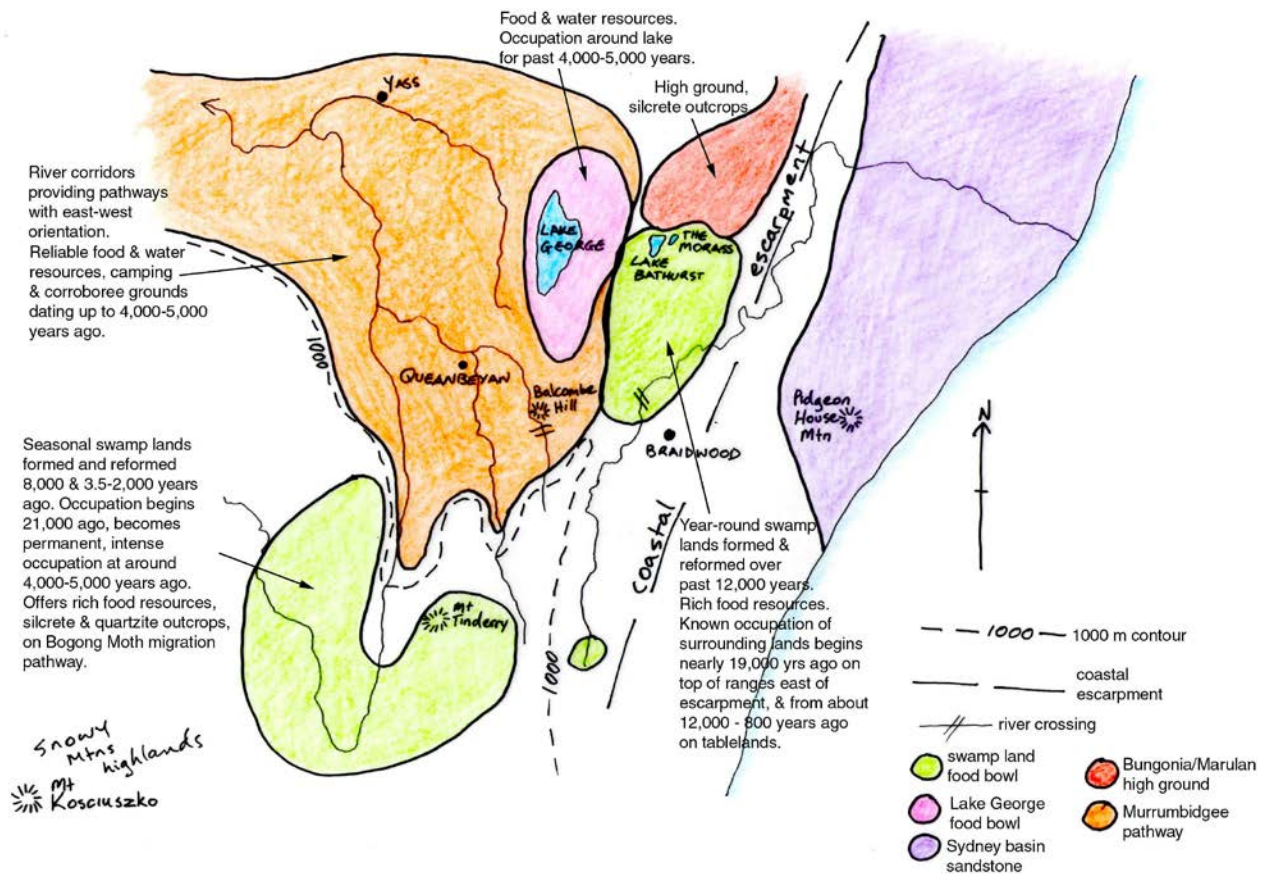 Food & water resources.
Occupation around lake
for past 4,000-5,000 years.
High ground,
silcrete outcrops
YASS
River corridors
providing pathways
with east-west
orientation.
Reliable food & water
resources, camping
& corroboree grounds
dating up to 4,000-5,000
years ago.
LAKE
GEORGE
THE
MORASS
LAKE
BATHURST
escarpment
1000
QUEANBEYAN
Balcombe
Hill
BRAIDWOOD
Pidgeon
House
Mtn
N
Seasonal swamp lands
formed and reformed
8,000 & 3.5-2,000 years
ago. Occupation begins
21,000 ago, becomes
permanent, intense
occupation at around
4,000-5,000 years ago.
Offers rich food resources,
silcrete & quartzite outcrops,
on Bogong Moth migration
pathway.
Mt
Tinderry
1000
coastal
Year-round swamp
lands formed &
reformed over
past 12,000 years.
Rich food resources.
Known occupation of
surrounding lands begins
nearly 19,000 yrs ago on
top of ranges east of
escarpment, & from about
12,000 - 800 years ago
on tablelands.
Snowy
Mtns
highlands
Mt
Kosciuszko
1000 1000 m contour
coastal
escarpment
river crossing
swamp land
food bowl
Lake George
food bowl
Sydney basin
sandstone
Bungonia/Marulan
high ground
Murrumbidgee
pathway